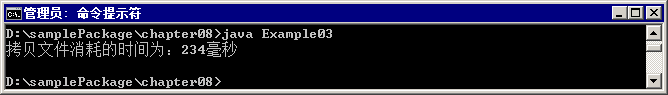 管理员: 命令提示符
D:\samplePackage\chapter08>java Example03
拷贝文件消耗的时间为：234毫秒
D:\samplePackage\chapter08>